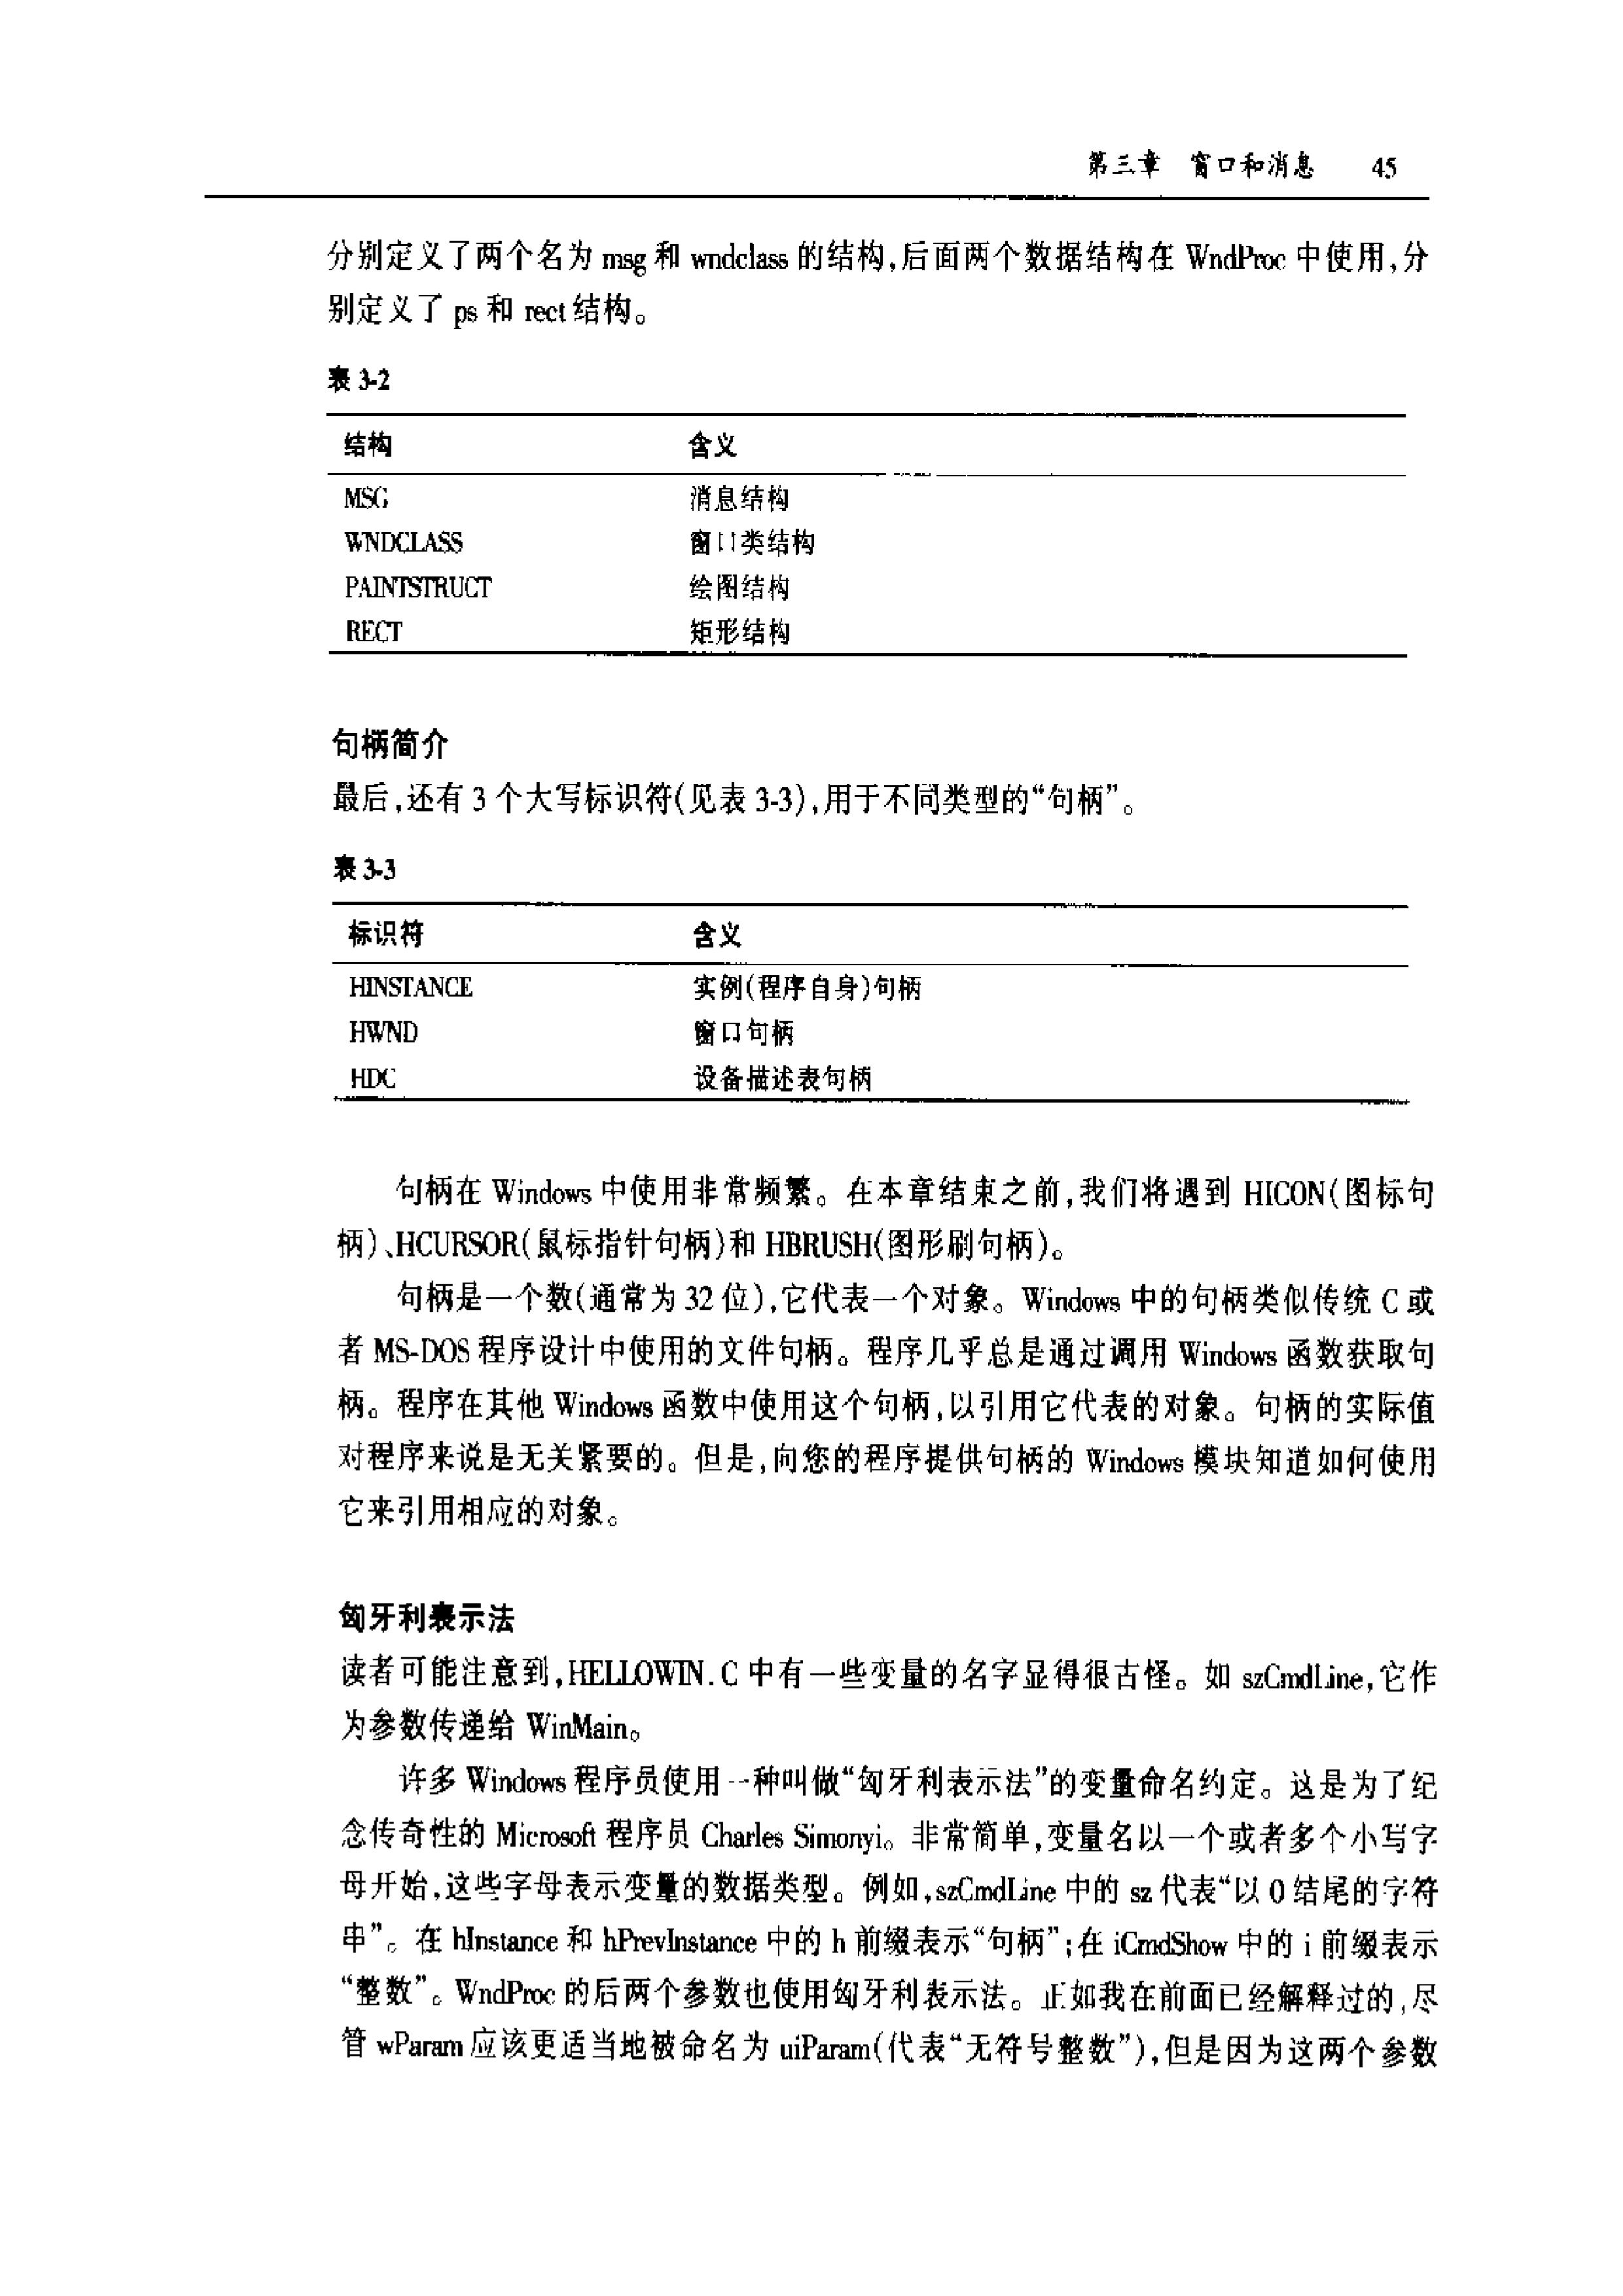 第三章 窗口和消息 45
分别定义了两个名为 msg 和 wndclass 的结构,后面两个数据结构在 WndProc 中使用,分
别定义了 ps 和 rect 结构。
表 3-2
结构 含义
MSG 消息结构
WNDCLASS 窗口类结构
PAINTSTRUCT 绘图结构
RECT 矩形结构
句柄简介
最后,还有 3 个大写标识符(见表 3-3),用于不同类型的“句柄”。
表 3-3
标识符 含义
HINSTANCE 实例(程序自身)句柄
HWND 窗口句柄
HDC 设备描述表句柄
句柄在 Windows 中使用非常频繁。在本章结束之前,我们将遇到 HICON(图标句
柄)、HCURSOR(鼠标指针句柄)和 HBRUSH(图形刷句柄)。
句柄是一个数(通常为 32 位),它代表一个对象。Windows 中的句柄类似传统 C 或
者 MS-DOS 程序设计中使用的文件句柄。程序几乎总是通过调用 Windows 函数获取句
柄。程序在其他 Windows 函数中使用这个句柄,以引用它代表的对象。句柄的实际值
对程序来说是无关紧要的。但是,向您的程序提供句柄的 Windows 模块知道如何使用
它来引用相应的对象。
匈牙利表示法
读者可能注意到,HELLOWIN.C 中有一些变量的名字显得很古怪。如 szCmdLine,它作
为参数传递给 WinMain。
许多 Windows 程序员使用一种叫做“匈牙利表示法”的变量命名约定。这是为了纪
念传奇性的 Microsoft 程序员 Charles Simonyi。非常简单,变量名以一个或者多个小写字
母开始,这些字母表示变量的数据类型。例如,szCmdLine 中的 sz 代表“以 0 结尾的字符
串”。在 hInstance 和 hPrevInstance 中的 h 前缀表示“句柄”;在 iCmdShow 中的 i 前缀表示
“整数”。WndProc 的后两个参数也使用匈牙利表示法。正如我在前面已经解释过的,尽
管 wParam 应该更适当地被命名为 uiParam(代表“无符号整数”),但是因为这两个参数